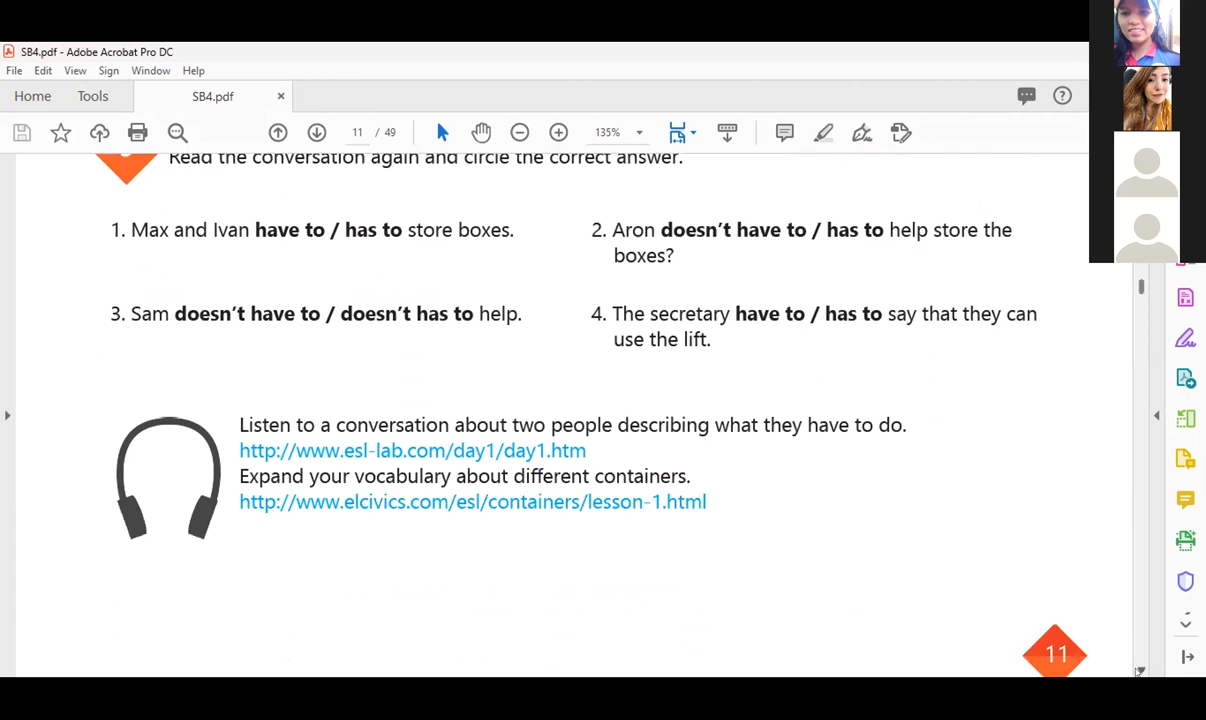 SB4.pdf - Adobe Acrobat Pro DC
File Edit View Sign Window Help
Home Tools SB4.pdf ×
11 / 49 135%
Read the conversation again and circle the correct answer.
1. Max and Ivan have to / has to store boxes.
2. Aron doesn't have to / has to help store the
boxes?
3. Sam doesn't have to / doesn't has to help.
4. The secretary have to / has to say that they can
use the lift.
Listen to a conversation about two people describing what they have to do.
http://www.esl-lab.com/day1/day1.htm
Expand your vocabulary about different containers.
http://www.elcivics.com/esl/containers/lesson-1.html
11